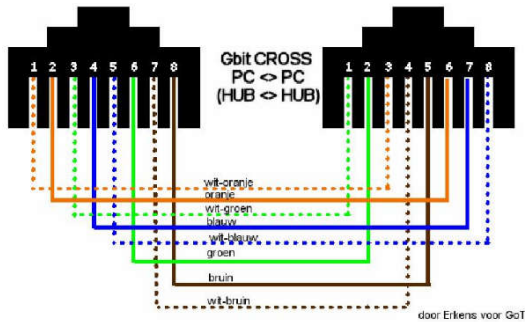 Gbit CROSS
PC <> PC
(HUB <> HUB)
1 2 3 4 5 6 7 8
1 2 3 4 5 6 7 8
wit-oranje
oranje
wit-groen
blauw
wit-blauw
groen
bruin
wit-bruin
door Erkens voor GoT